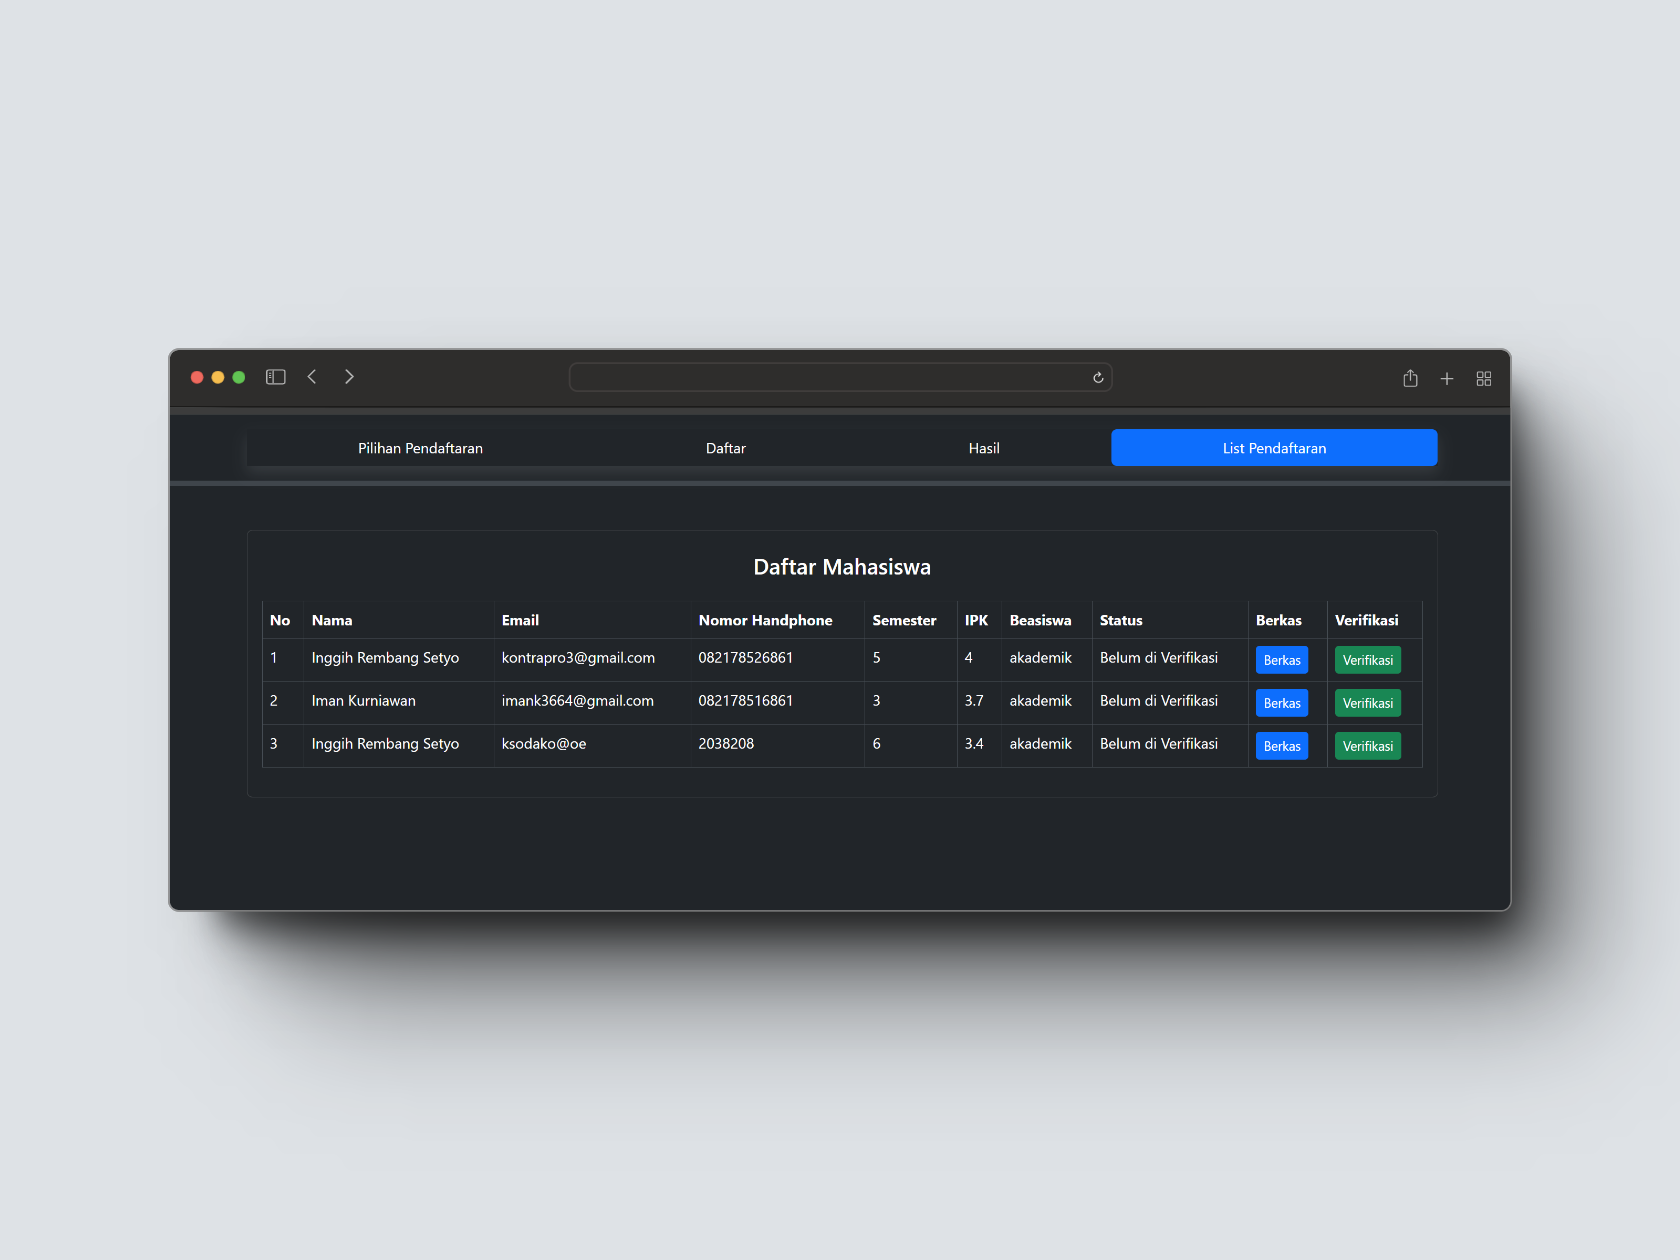 Pilihan Pendaftaran Daftar Hasil List Pendaftaran
Daftar Mahasiswa
No Nama Email Nomor Handphone Semester IPK Beasiswa Status Berkas Verifikasi
1 Inggih Rembang Setyo kontrapro3@gmail.com 082178526861 5 4 akademik Belum di Verifikasi Berkas Verifikasi
2 Iman Kurniawan imank3664@gmail.com 082178516861 3 3.7 akademik Belum di Verifikasi Berkas Verifikasi
3 Inggih Rembang Setyo ksodako@oe 2038208 6 3.4 akademik Belum di Verifikasi Berkas Verifikasi